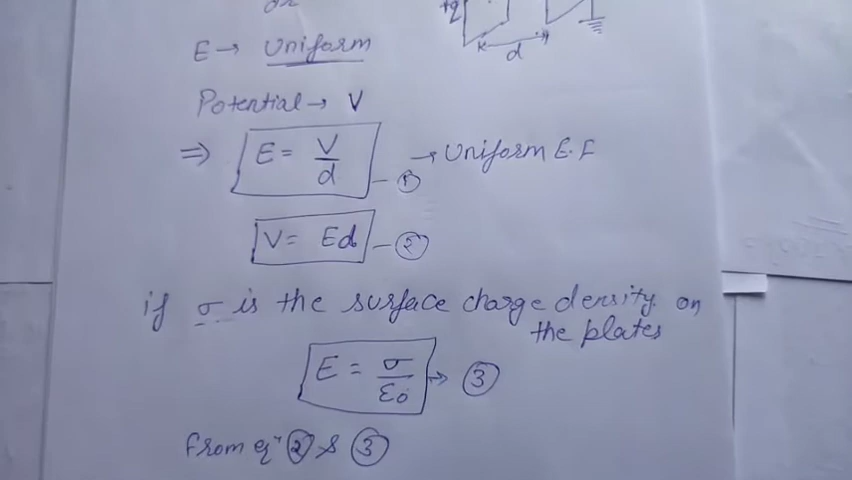 +q
d
E → Uniform
Potential → V
⇒ E = V/d — ① → Uniform E.F
V = Ed — ②
if σ is the surface charge density on
the plates
E = σ/ε₀ → ③
from eqⁿ ② & ③